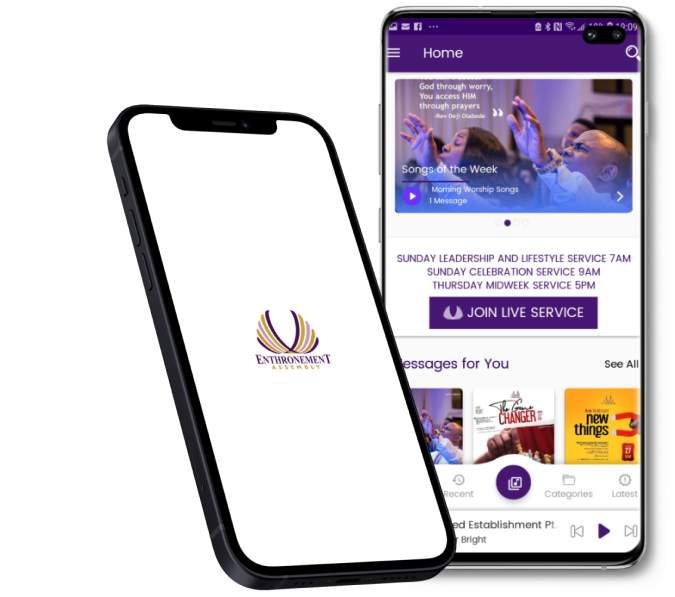 19:09
Home
God through worry,
You access HIM
through prayers
-Rev Deji Olabode
Songs of the Week
Morning Worship Songs
1 Message
SUNDAY LEADERSHIP AND LIFESTYLE SERVICE 7AM
SUNDAY CELEBRATION SERVICE 9AM
THURSDAY MIDWEEK SERVICE 5PM
JOIN LIVE SERVICE
essages for You
See All
The Game
CHANGER
new
things
27
Recent
Categories
Latest
ed Establishment Pt.
r Bright
ENTHRONEMENT
ASSEMBLY